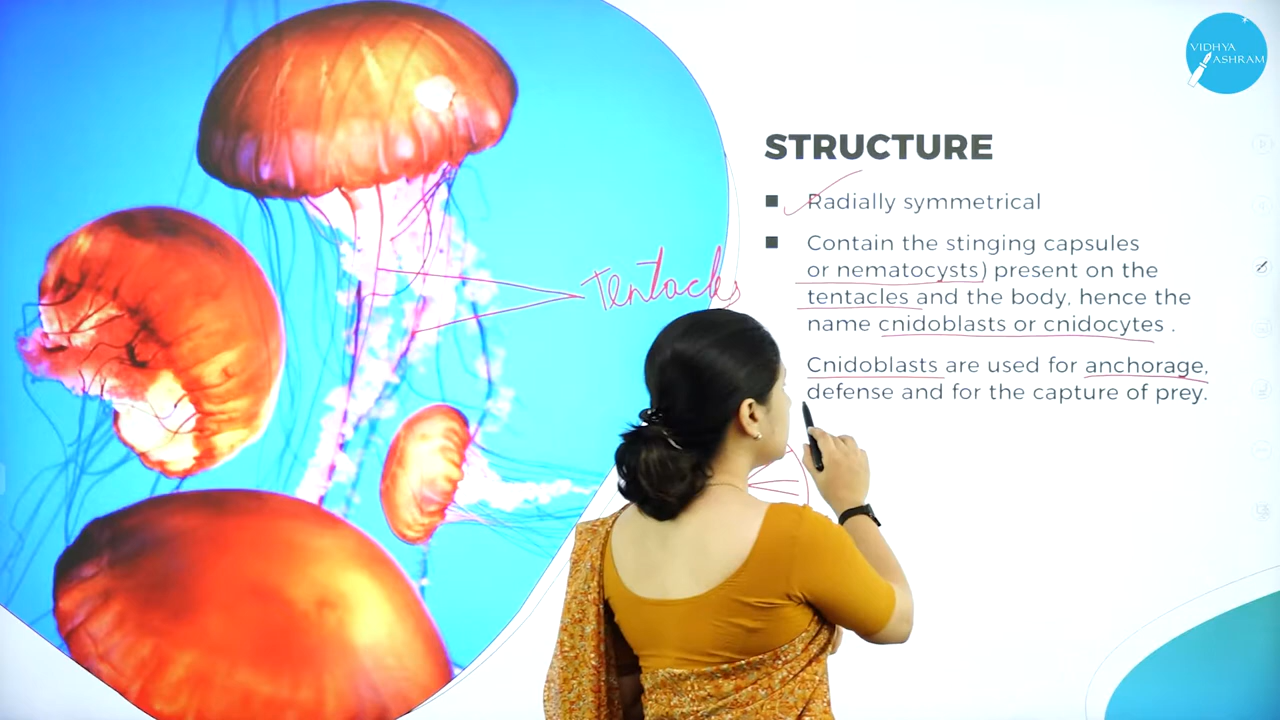 VIDHYA
ASHRAM
STRUCTURE
Radially symmetrical
Contain the stinging capsules
or nematocysts) present on the
tentacles and the body, hence the
name cnidoblasts or cnidocytes .
Cnidoblasts are used for anchorage,
defense and for the capture of prey.
Tentacles